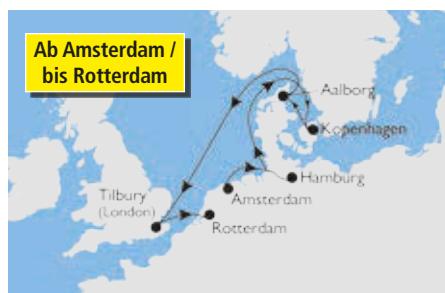 Ab Amsterdam /
bis Rotterdam
Aalborg
Kopenhagen
Hamburg
Tilbury
(London)
Amsterdam
Rotterdam